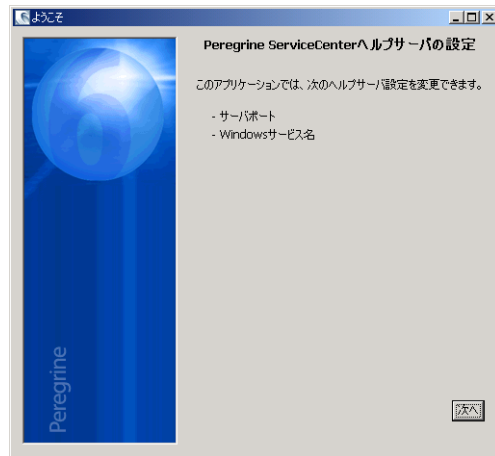 ようこそ
Peregrine ServiceCenterヘルプサーバの設定
このアプリケーションでは、次のヘルプサーバ設定を変更できます。
- サーバポート
- Windowsサービス名
6
Peregrine
次へ